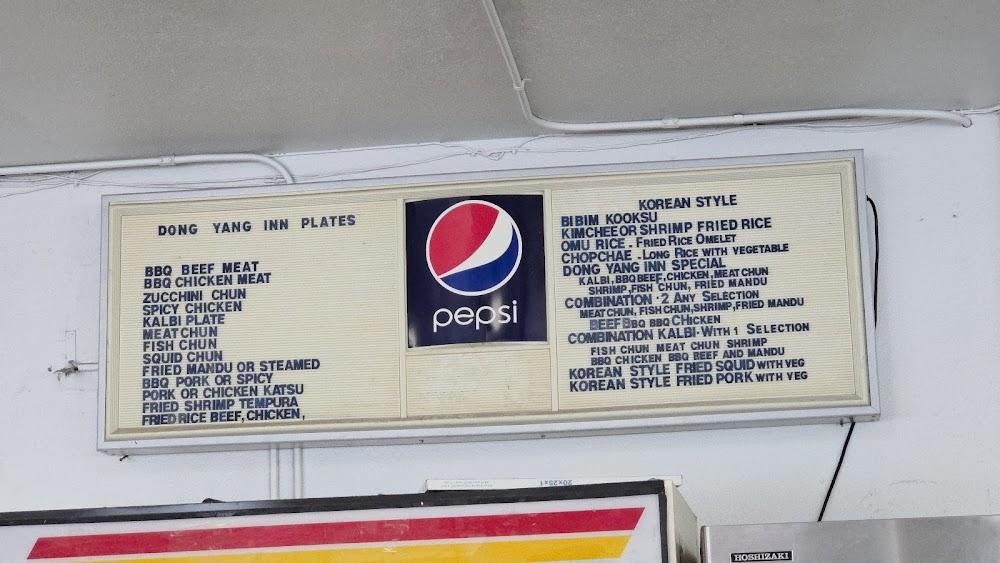 DONG YANG INN PLATES
BBQ BEEF MEAT
BBQ CHICKEN MEAT
ZUCCHINI CHUN
SPICY CHICKEN
KALBI PLATE
MEAT CHUN
FISH CHUN
SQUID CHUN
FRIED MANDU OR STEAMED
BBQ PORK OR SPICY
PORK OR CHICKEN KATSU
FRIED SHRIMP TEMPURA
FRIED RICE BEEF, CHICKEN,
pepsi
KOREAN STYLE
BIBIM KOOKSU
KIMCHEE OR SHRIMP FRIED RICE
OMU RICE - FRIED RICE OMELET
CHOPCHAE - LONG RICE WITH VEGETABLE
DONG YANG INN SPECIAL
KALBI, BBQ BEEF, CHICKEN, MEAT CHUN
SHRIMP, FISH CHUN, FRIED MANDU
COMBINATION - 2 ANY SELECTION
MEAT CHUN, FISH CHUN, SHRIMP, FRIED MANDU
BEEF BBQ BBQ CHICKEN
COMBINATION KALBI - WITH 1 SELECTION
FISH CHUN MEAT CHUN SHRIMP
BBQ CHICKEN BBQ BEEF AND MANDU
KOREAN STYLE FRIED SQUID WITH VEG
KOREAN STYLE FRIED PORK WITH VEG
20x25x1
HOSHIZAKI